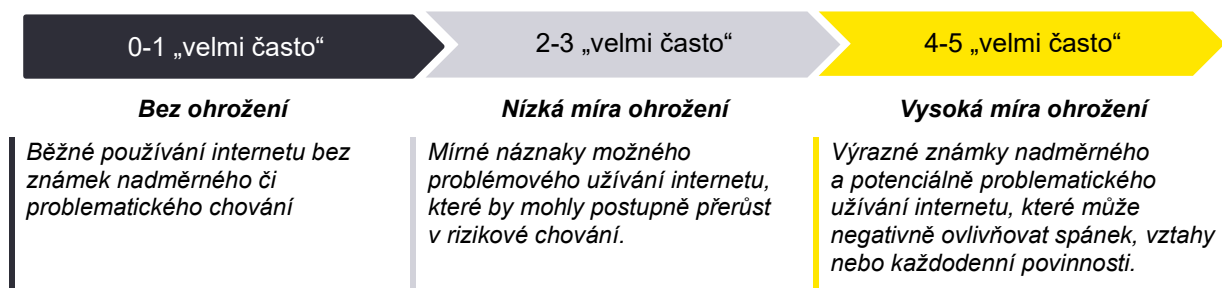 0-1 „velmi často“
2-3 „velmi často“
4-5 „velmi často“
Bez ohrožení
Nízká míra ohrožení
Vysoká míra ohrožení
Běžné používání internetu bez
známek nadměrného či
problematického chování
Mírné náznaky možného
problémového užívání internetu,
které by mohly postupně přerůst
v rizikové chování.
Výrazné známky nadměrného
a potenciálně problematického
užívání internetu, které může
negativně ovlivňovat spánek, vztahy
nebo každodenní povinnosti.